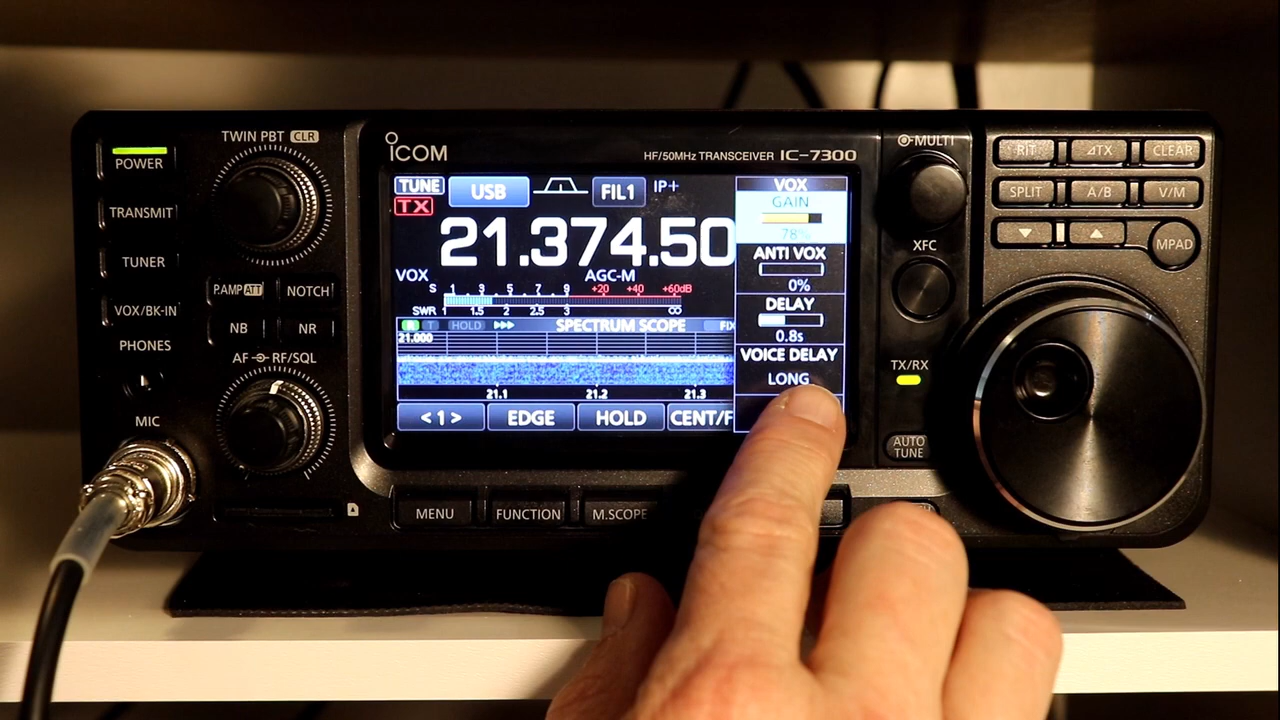 POWER
TRANSMIT
TUNER
VOX/BK-IN
PHONES
MIC
TWIN PBT CLR
P.AMP ATT
NOTCH
NB
NR
AF RF/SQL
ICOM
HF/50MHz TRANSCEIVER IC-7300
TUNE
TX
USB
FIL1
IP+
21.374.50
VOX
AGC-M
S 1 3 5 7 9 +20 +40 +60dB
SWR 1 1.5 2 2.5 3 ∞
T HOLD SPECTRUM SCOPE FIX
21.000
21.1 21.2 21.3
<1> EDGE HOLD CENT/F
VOX
GAIN
78%
ANTI VOX
0%
DELAY
0.8s
VOICE DELAY
LONG
MENU
FUNCTION
M.SCOPE
MULTI
XFC
TX/RX
AUTO TUNE
RIT
⊿TX
CLEAR
SPLIT
A/B
V/M
MPAD